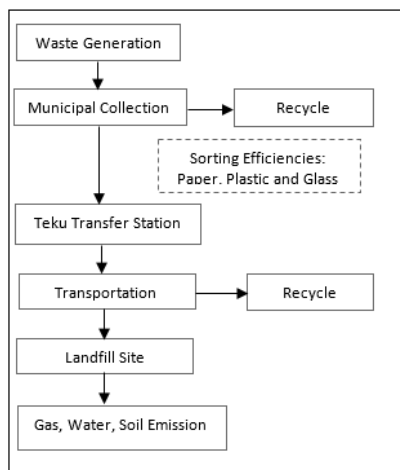 Waste Generation
Municipal Collection
Recycle
Sorting Efficiencies:
Paper. Plastic and Glass
Teku Transfer Station
Transportation
Recycle
Landfill Site
Gas, Water, Soil Emission